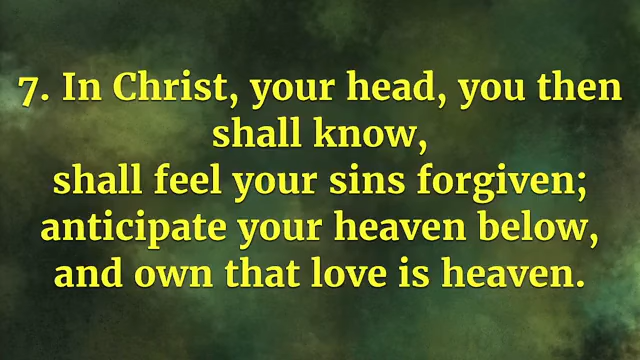 7. In Christ, your head, you then
shall know,
shall feel your sins forgiven;
anticipate your heaven below,
and own that love is heaven.